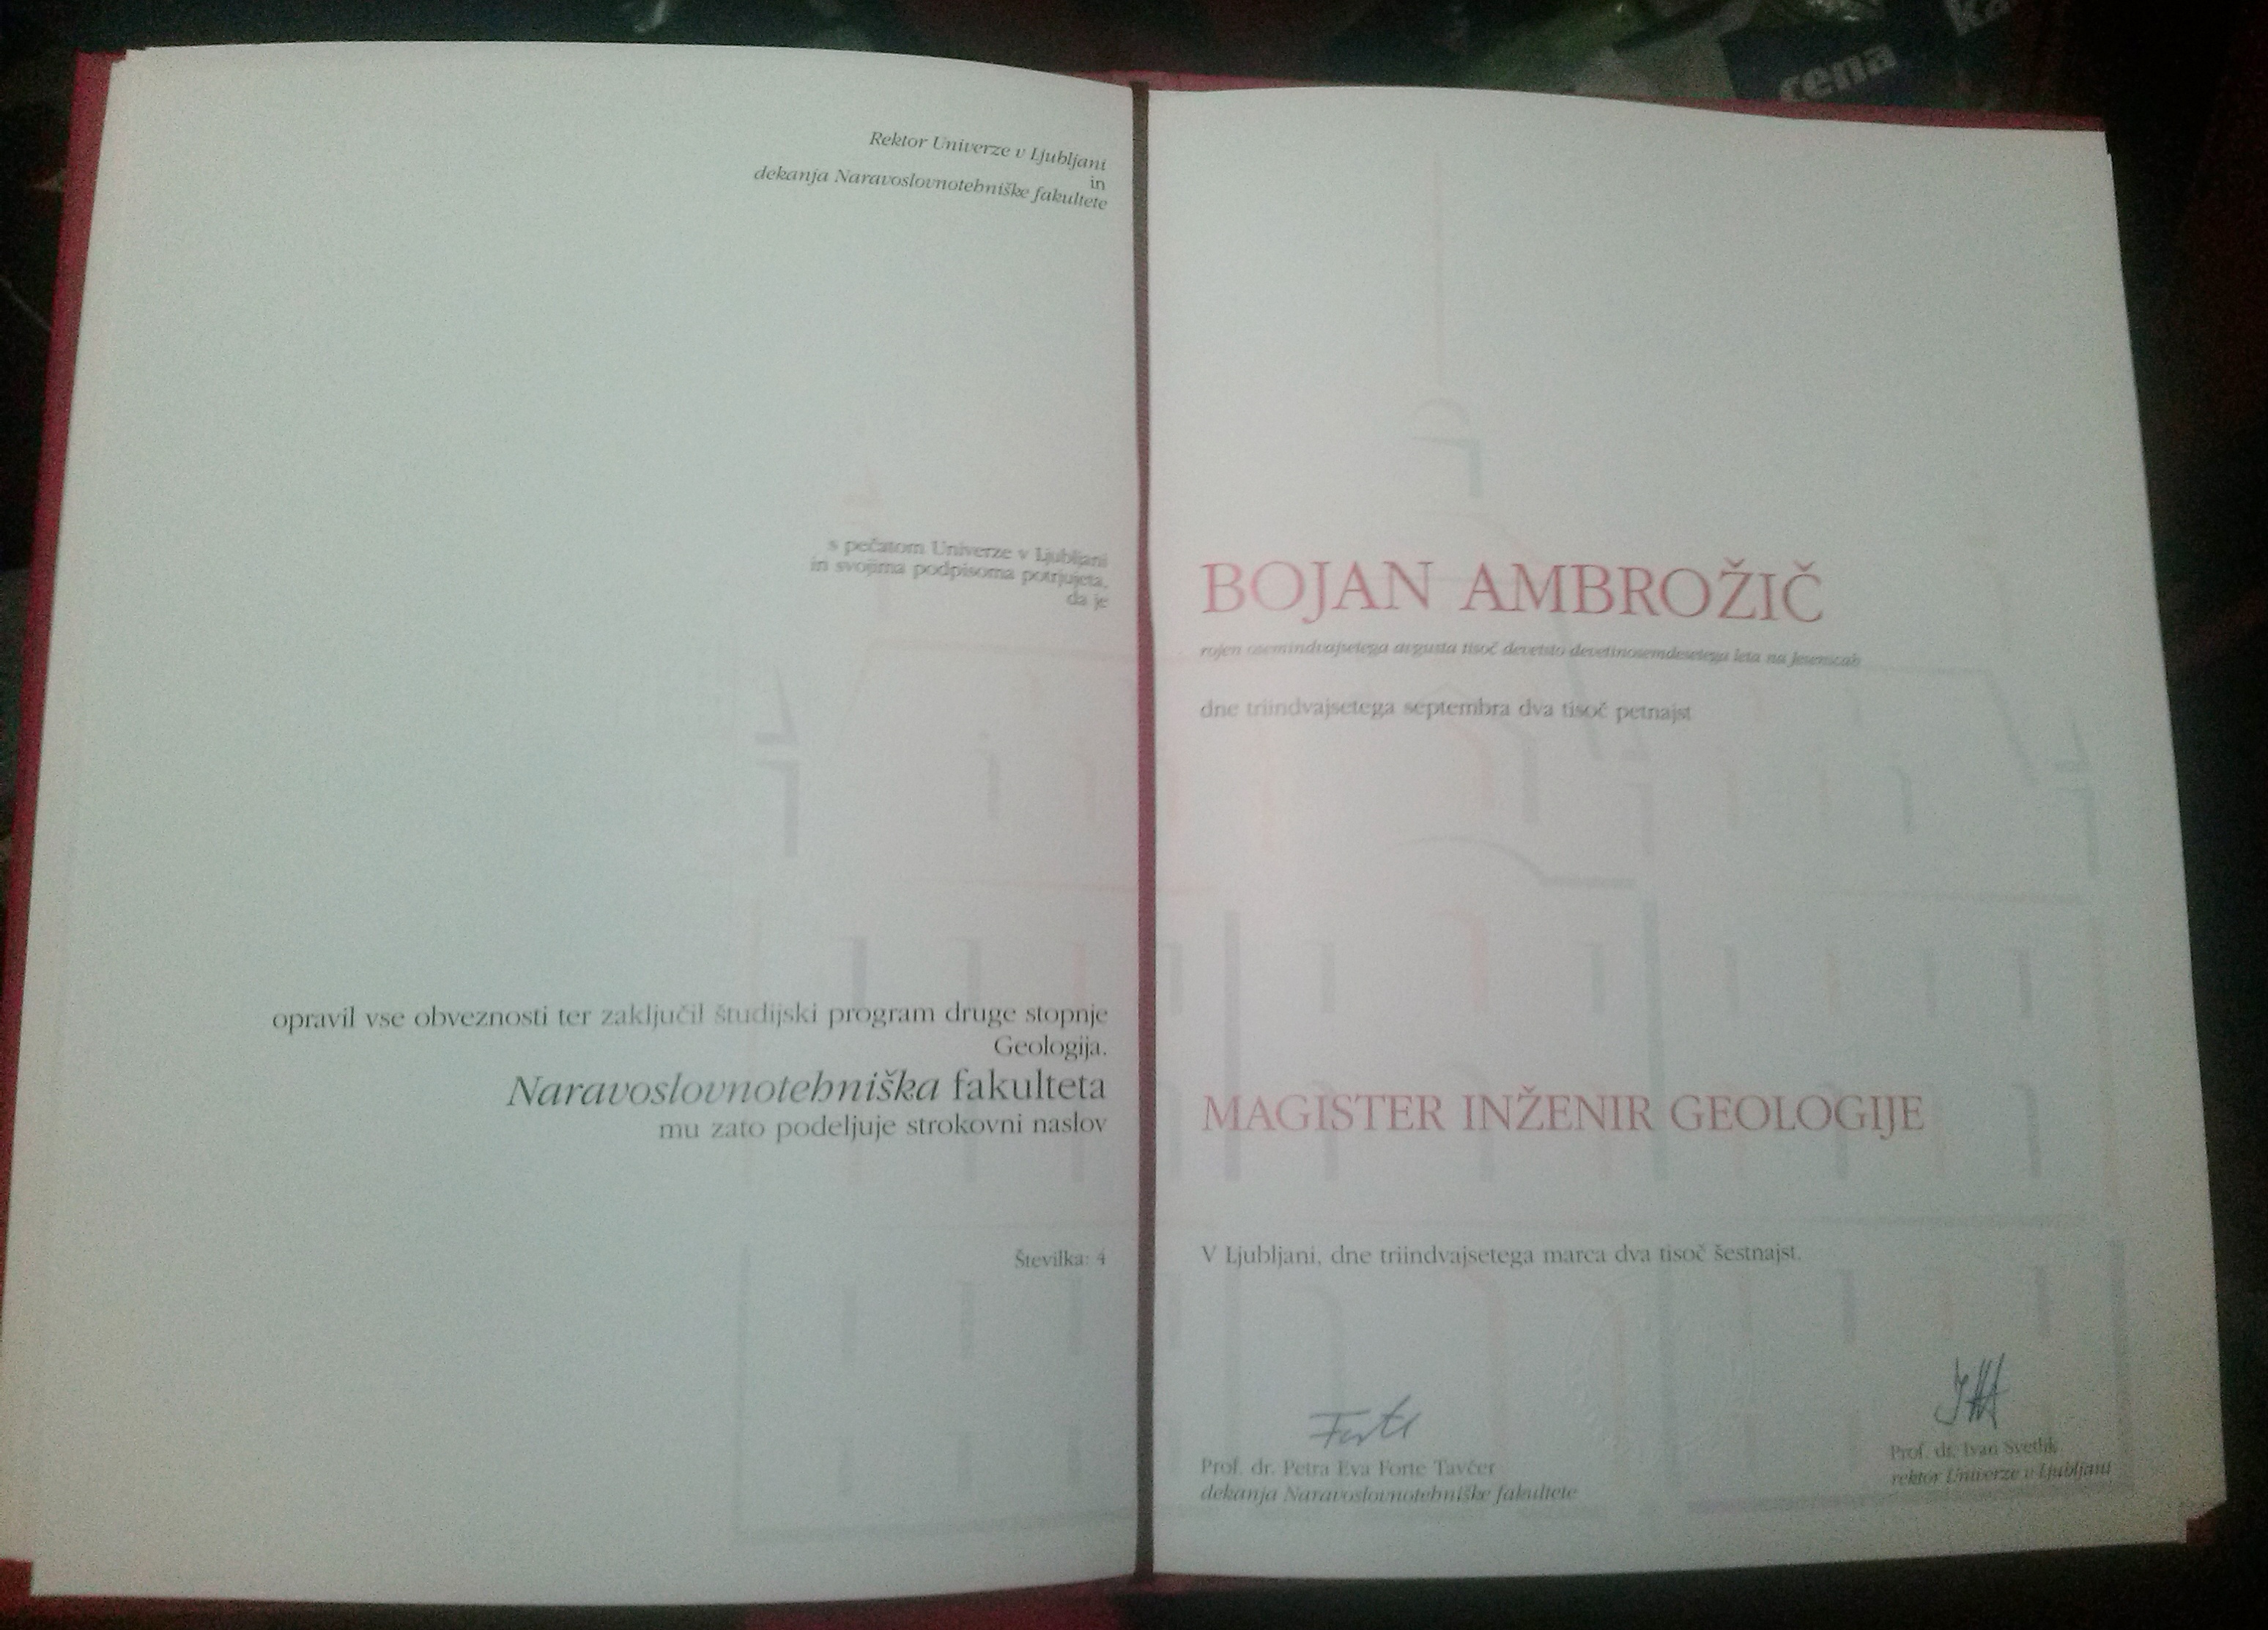 cena
ka
Rektor Univerze v Ljubljani
in
dekanja Naravoslovnotehniške fakultete
s pečatom Univerze v Ljubljani
in svojima podpisoma potrjujeta,
da je
BOJAN AMBROŽIČ
rojen osemindvajsetega avgusta tisoč devetsto devetinosemdesetega leta na Jesenicah
dne triindvajsetega septembra dva tisoč petnajst
opravil vse obveznosti ter zaključil študijski program druge stopnje
Geologija.
Naravoslovnotehniška fakulteta
mu zato podeljuje strokovni naslov
MAGISTER INŽENIR GEOLOGIJE
Številka: 4
V Ljubljani, dne triindvajsetega marca dva tisoč šestnajst.
Forte
Prof. dr. Petra Eva Forte Tavčer
dekanja Naravoslovnotehniške fakultete
Prof. dr. Ivan Svetlik
rektor Univerze v Ljubljani